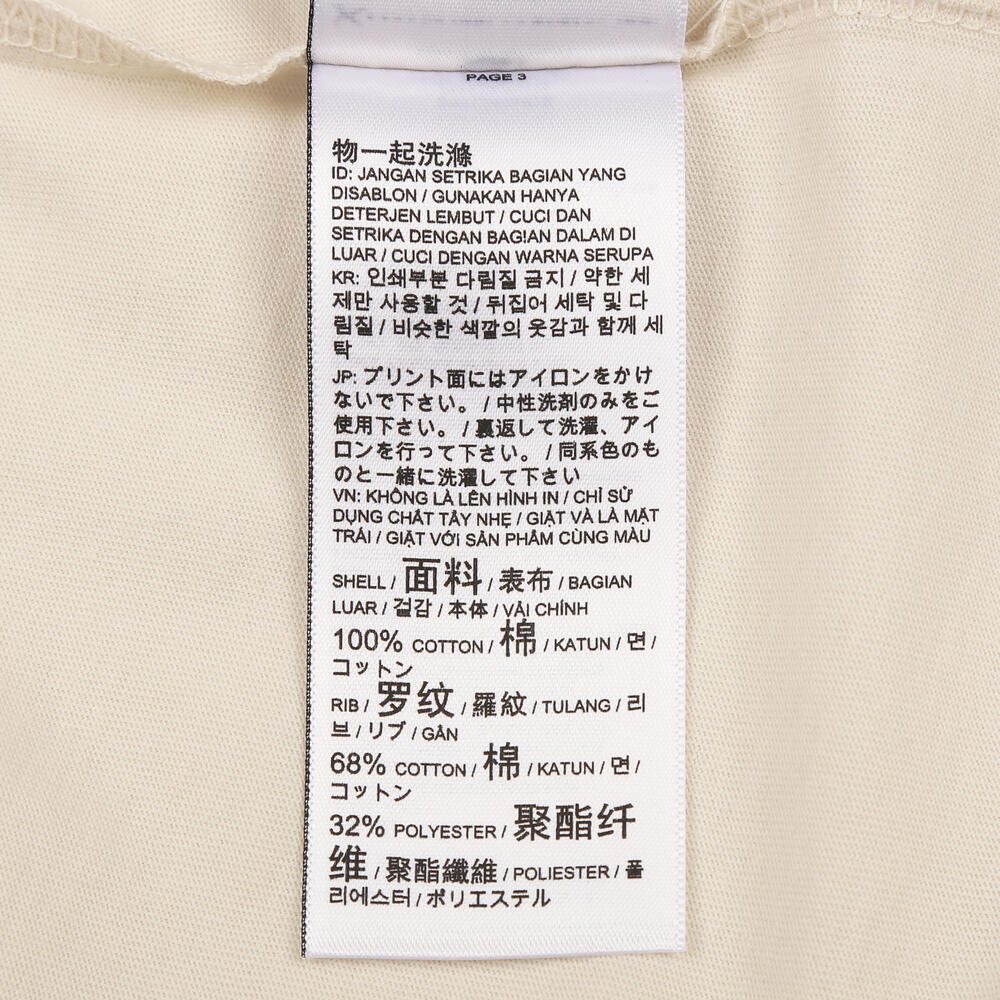 PAGE 3
物一起洗滌
ID: JANGAN SETRIKA BAGIAN YANG
DISABLON / GUNAKAN HANYA
DETERJEN LEMBUT / CUCI DAN
SETRIKA DENGAN BAGIAN DALAM DI
LUAR / CUCI DENGAN WARNA SERUPA
KR: 인쇄부분 다림질 금지 / 약한 세
제만 사용할 것 / 뒤집어 세탁 및 다
림질 / 비슷한 색깔의 옷감과 함께 세
탁
JP: プリント面にはアイロンをかけ
ないで下さい。 / 中性洗剤のみをご
使用下さい。 / 裏返して洗濯、アイ
ロンを行って下さい。 / 同系色のも
のと一緒に洗濯して下さい
VN: KHÔNG LÀ LÊN HÌNH IN / CHỈ SỬ
DỤNG CHẤT TẨY NHẸ / GIẶT VÀ LÀ MẶT
TRÁI / GIẶT VỚI SẢN PHẨM CÙNG MÀU
SHELL / 面料 / 表布 / BAGIAN
LUAR / 겉감 / 本体 / VẢI CHÍNH
100% COTTON / 棉 / KATUN / 면 /
コットン
RIB / 罗纹 / 羅紋 / TULANG / 리
브 / リブ / GÂN
68% COTTON / 棉 / KATUN / 면 /
コットン
32% POLYESTER / 聚酯纤
维 / 聚酯纖維 / POLIESTER / 폴
리에스터 / ポリエステル